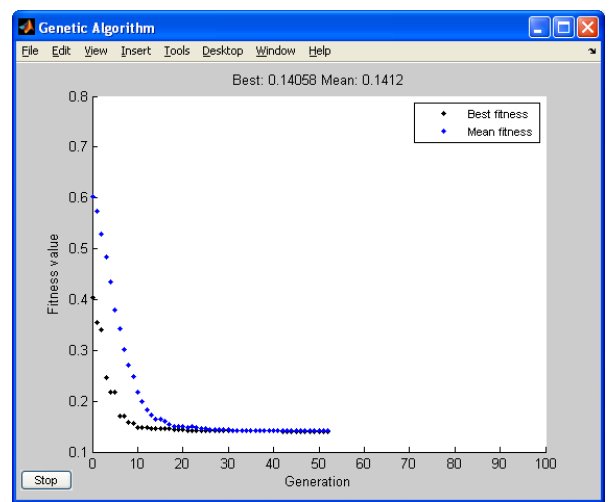 Genetic Algorithm
File Edit View Insert Tools Desktop Window Help
Best: 0.14058 Mean: 0.1412
Best fitness
Mean fitness
0.8
0.7
0.6
0.5
0.4
0.3
0.2
0.1
Fitness value
0 10 20 30 40 50 60 70 80 90 100
Generation
Stop